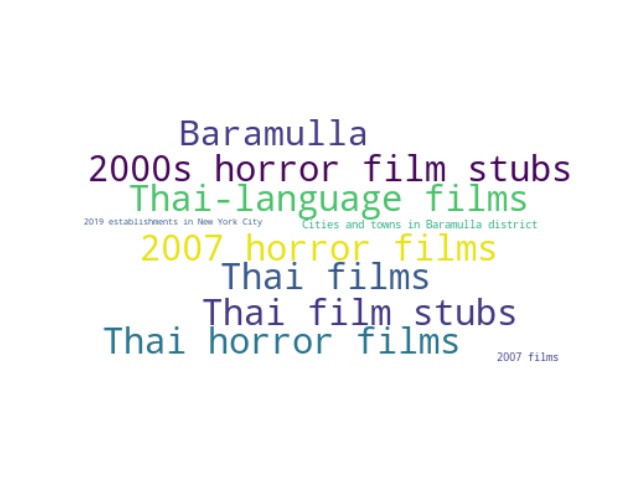 Baramulla
2000s horror film stubs
Thai-language films
2019 establishments in New York City
Cities and towns in Baramulla district
2007 horror films
Thai films
Thai film stubs
Thai horror films
2007 films